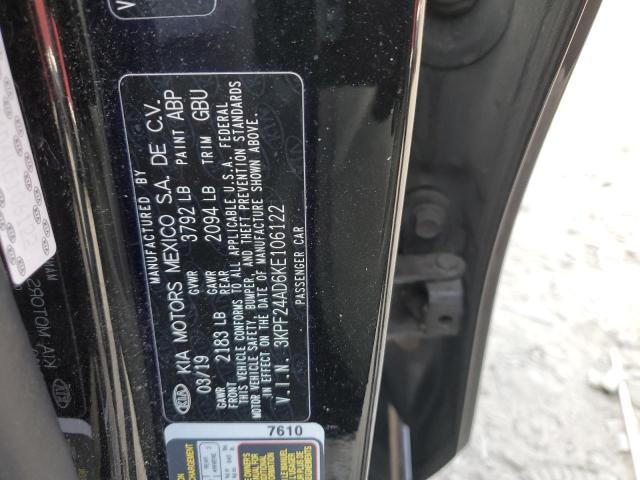 MANUFACTURED BY
KIA KIA MOTORS MEXICO S.A. DE C.V.
03/19 GVWR 3792 LB PAINT ABP
GAWR FRONT 2183 LB GAWR REAR 2094 LB TRIM GBU
THIS VEHICLE CONFORMS TO ALL APPLICABLE U.S.A. FEDERAL
MOTOR VEHICLE SAFETY, BUMPER, AND THEFT PREVENTION STANDARDS
IN EFFECT ON THE DATE OF MANUFACTURE SHOWN ABOVE.
V.I.N. 3KPF24AD6KE106122
PASSENGER CAR
7610